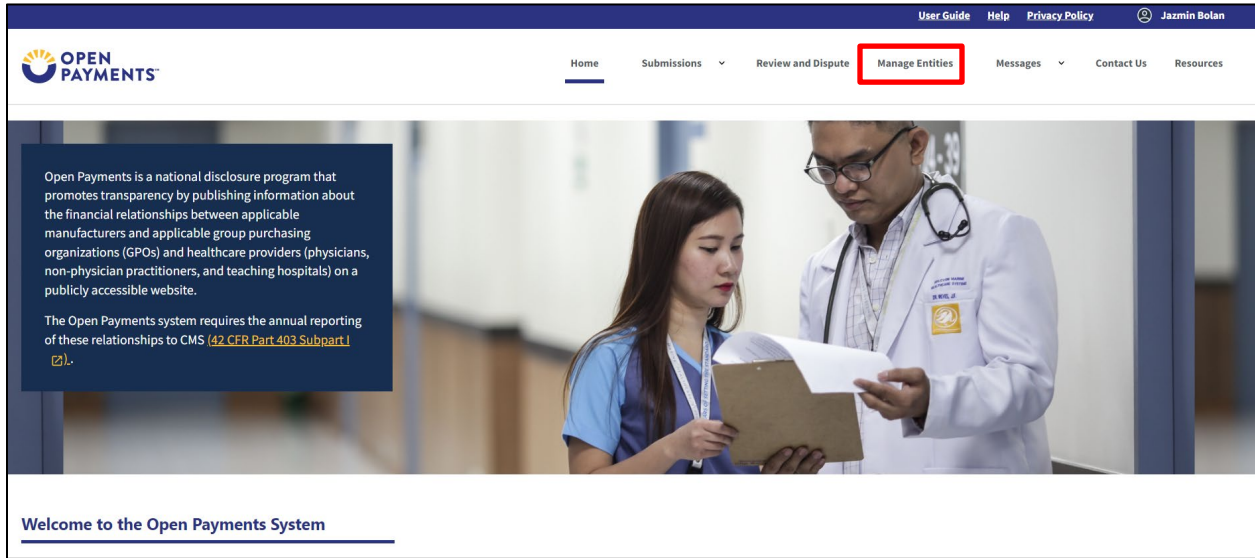 User Guide Help Privacy Policy Jazmin Bolan
OPEN
PAYMENTS™
Home Submissions Review and Dispute Manage Entities Messages Contact Us Resources
Open Payments is a national disclosure program that
promotes transparency by publishing information about
the financial relationships between applicable
manufacturers and applicable group purchasing
organizations (GPOs) and healthcare providers (physicians,
non-physician practitioners, and teaching hospitals) on a
publicly accessible website.
The Open Payments system requires the annual reporting
of these relationships to CMS (42 CFR Part 403 Subpart I
).
Welcome to the Open Payments System